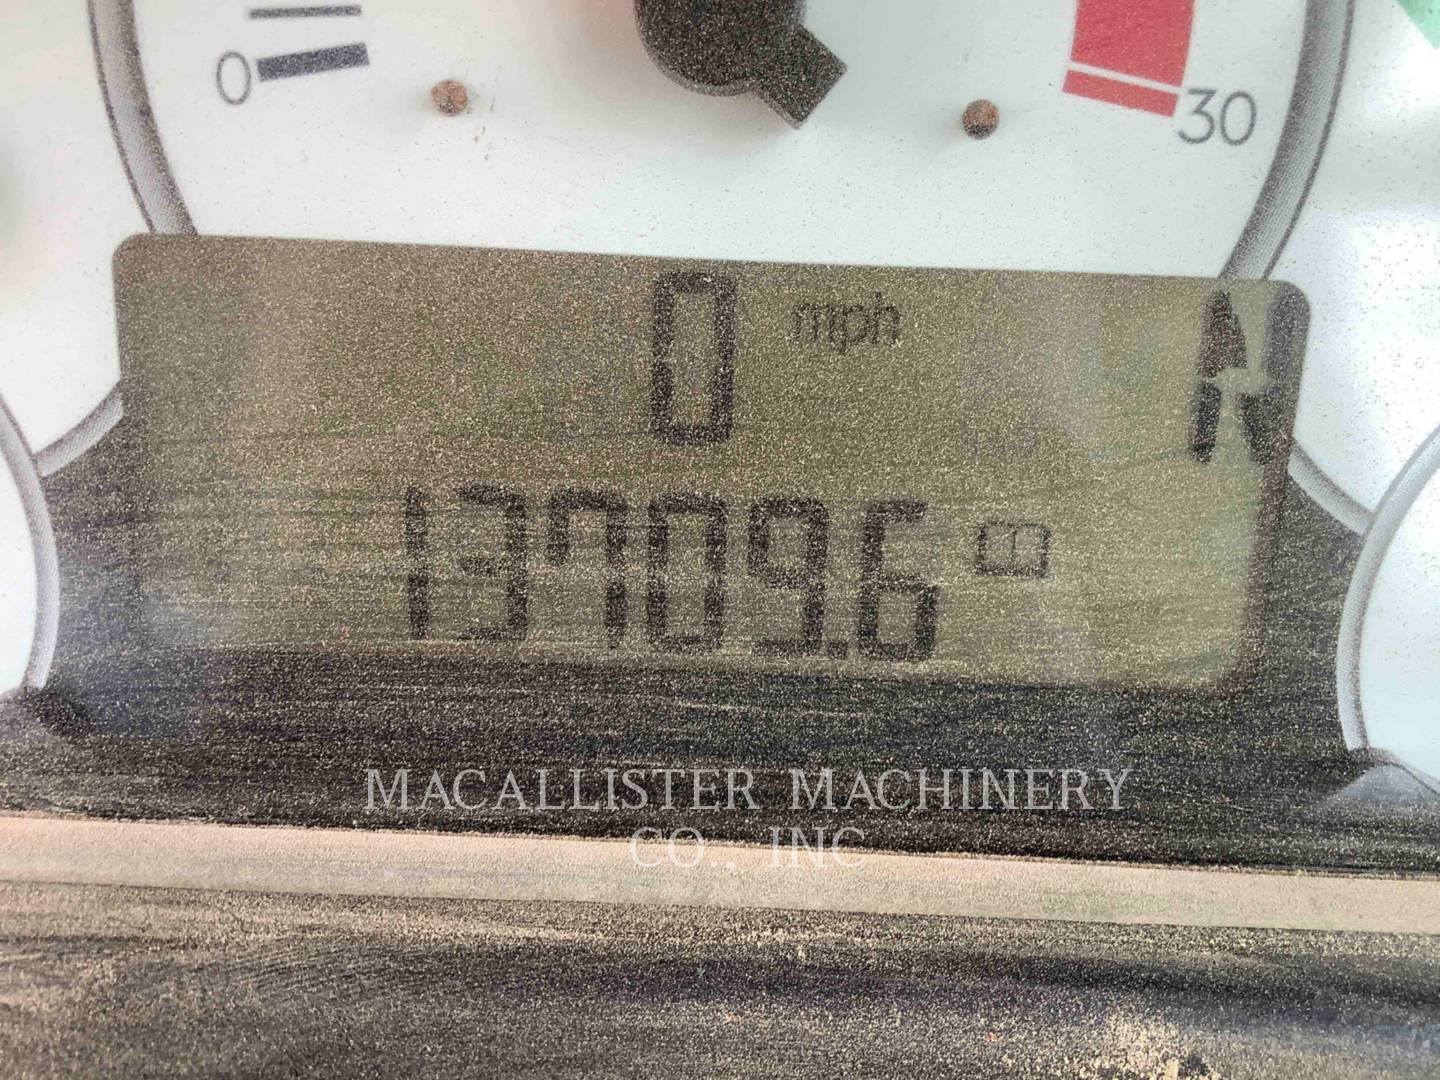 0
30
0 mph N
13709.6
MACALLISTER MACHINERY
CO., INC